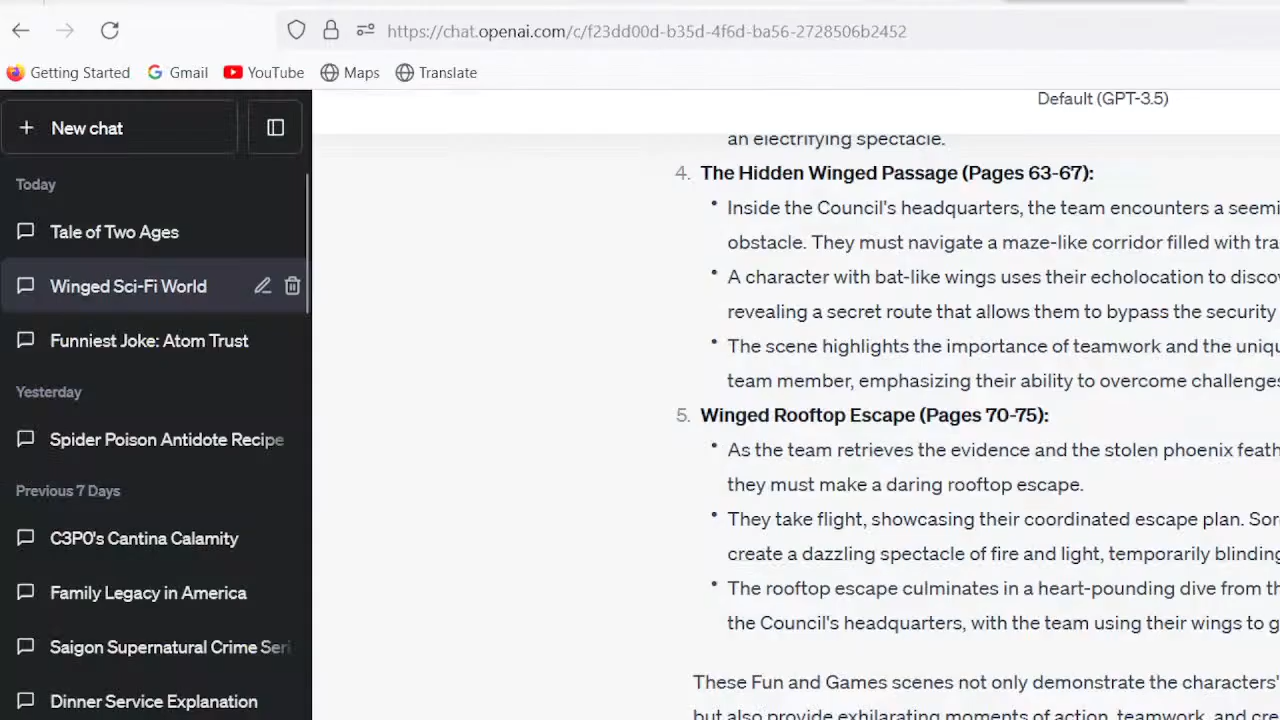 https://chat.openai.com/c/f23dd00d-b35d-4f6d-ba56-2728506b2452
Getting Started Gmail YouTube Maps Translate
New chat
Today
Tale of Two Ages
Winged Sci-Fi World
Funniest Joke: Atom Trust
Yesterday
Spider Poison Antidote Recipe
Previous 7 Days
C3P0's Cantina Calamity
Family Legacy in America
Saigon Supernatural Crime Seri
Dinner Service Explanation
Default (GPT-3.5)
an electrifying spectacle.
4. The Hidden Winged Passage (Pages 63-67):
• Inside the Council's headquarters, the team encounters a seemi
obstacle. They must navigate a maze-like corridor filled with tra
• A character with bat-like wings uses their echolocation to disco
revealing a secret route that allows them to bypass the security
• The scene highlights the importance of teamwork and the uniqu
team member, emphasizing their ability to overcome challenges
5. Winged Rooftop Escape (Pages 70-75):
• As the team retrieves the evidence and the stolen phoenix feath
they must make a daring rooftop escape.
• They take flight, showcasing their coordinated escape plan. Som
create a dazzling spectacle of fire and light, temporarily blinding
• The rooftop escape culminates in a heart-pounding dive from th
the Council's headquarters, with the team using their wings to g
These Fun and Games scenes not only demonstrate the characters'
but also provide exhilarating moments of action, teamwork, and cre